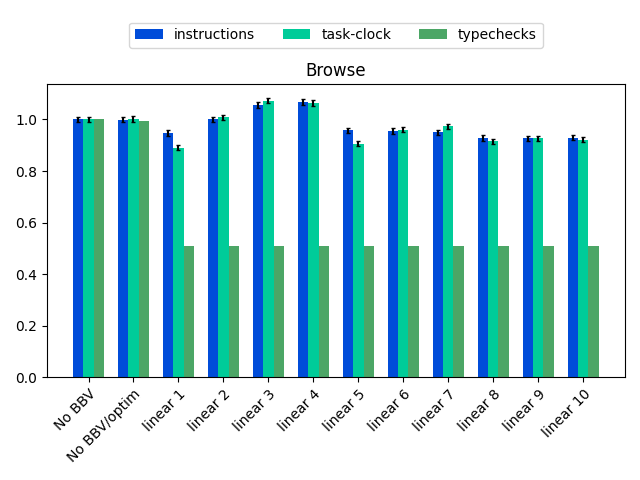 instructions task-clock typechecks
Browse
1.0
0.8
0.6
0.4
0.2
0.0
No BBV
No BBV/optim
linear 1
linear 2
linear 3
linear 4
linear 5
linear 6
linear 7
linear 8
linear 9
linear 10